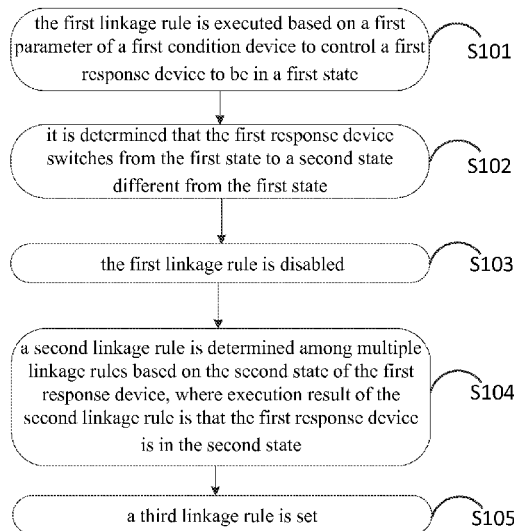 the first linkage rule is executed based on a first
parameter of a first condition device to control a first
response device to be in a first state
S101
it is determined that the first response device
switches from the first state to a second state
different from the first state
S102
the first linkage rule is disabled
S103
a second linkage rule is determined among multiple
linkage rules based on the second state of the first
response device, where execution result of the
second linkage rule is that the first response device
is in the second state
S104
a third linkage rule is set
S105